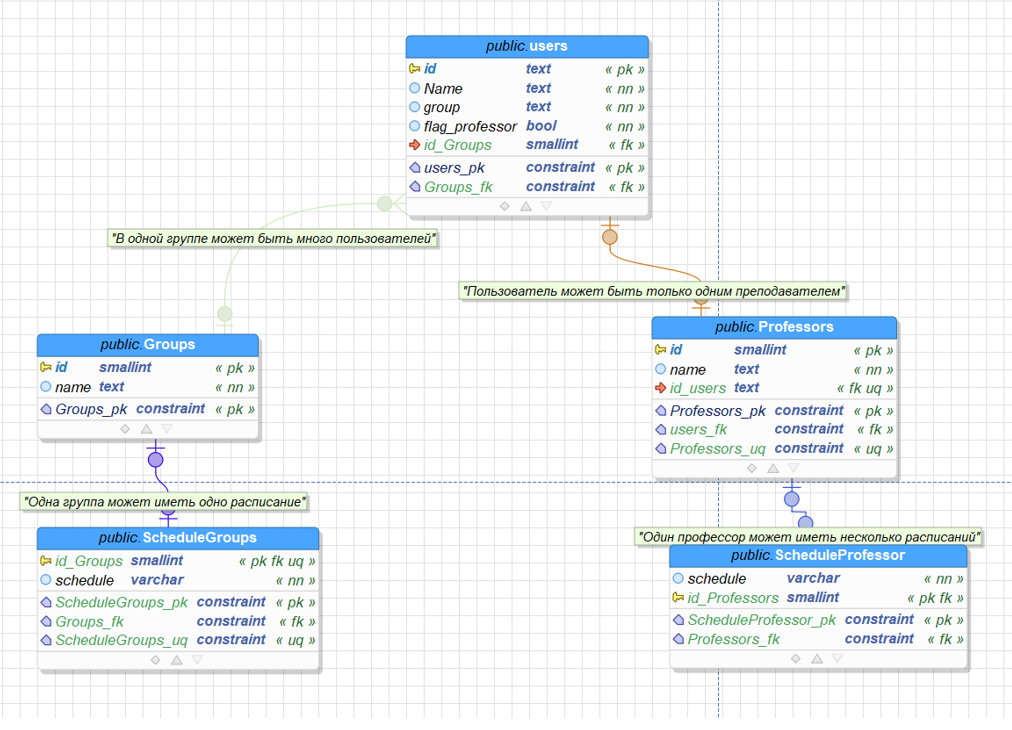 public.users
id text « pk »
Name text « nn »
group text « nn »
flag_professor bool « nn »
id_Groups smallint « fk »
users_pk constraint « pk »
Groups_fk constraint « fk »
"В одной группе может быть много пользователей"
"Пользователь может быть только одним преподавателем"
public.Groups
id smallint « pk »
name text « nn »
Groups_pk constraint « pk »
public.Professors
id smallint « pk »
name text « nn »
id_users text « fk uq »
Professors_pk constraint « pk »
users_fk constraint « fk »
Professors_uq constraint « uq »
"Одна группа может иметь одно расписание"
public.ScheduleGroups
id_Groups smallint « pk fk uq »
schedule varchar « nn »
ScheduleGroups_pk constraint « pk »
Groups_fk constraint « fk »
ScheduleGroups_uq constraint « uq »
"Один профессор может иметь несколько расписаний"
public.ScheduleProfessor
schedule varchar « nn »
id_Professors smallint « pk fk »
ScheduleProfessor_pk constraint « pk »
Professors_fk constraint « fk »